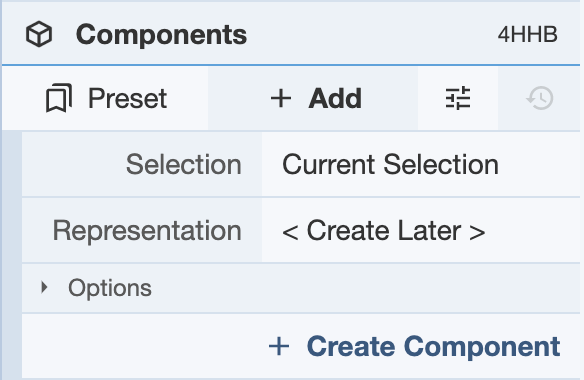 Components 4HHB
Preset + Add
Selection Current Selection
Representation < Create Later >
Options
+ Create Component